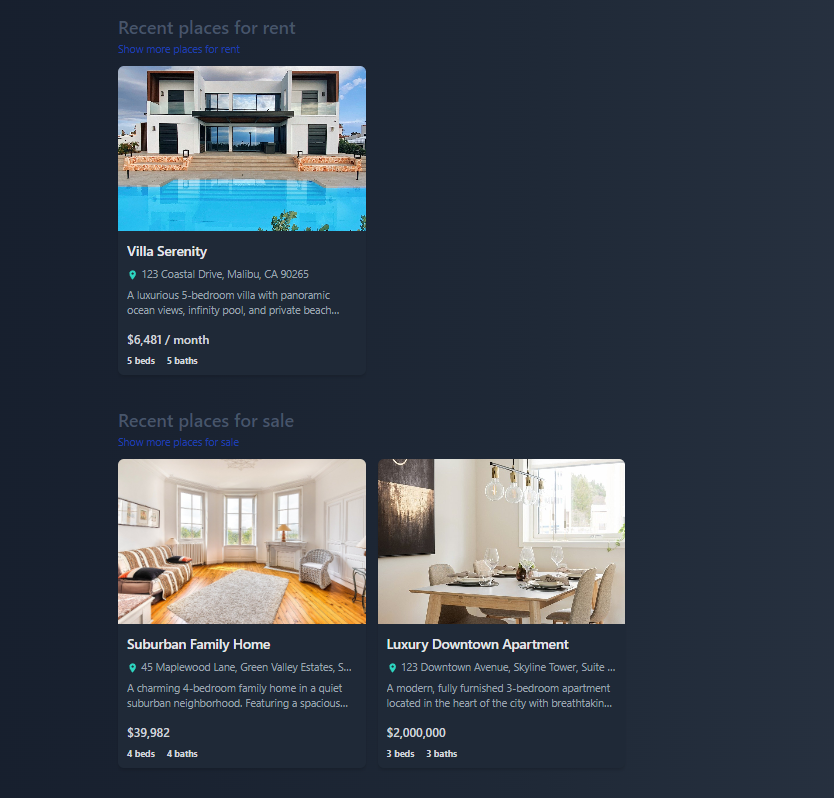 Recent places for rent
Show more places for rent
Villa Serenity
123 Coastal Drive, Malibu, CA 90265
A luxurious 5-bedroom villa with panoramic
ocean views, infinity pool, and private beach...
$6,481 / month
5 beds 5 baths
Recent places for sale
Show more places for sale
Suburban Family Home
45 Maplewood Lane, Green Valley Estates, S...
A charming 4-bedroom family home in a quiet
suburban neighborhood. Featuring a spacious...
$39,982
4 beds 4 baths
Luxury Downtown Apartment
123 Downtown Avenue, Skyline Tower, Suite ...
A modern, fully furnished 3-bedroom apartment
located in the heart of the city with breathtakin...
$2,000,000
3 beds 3 baths